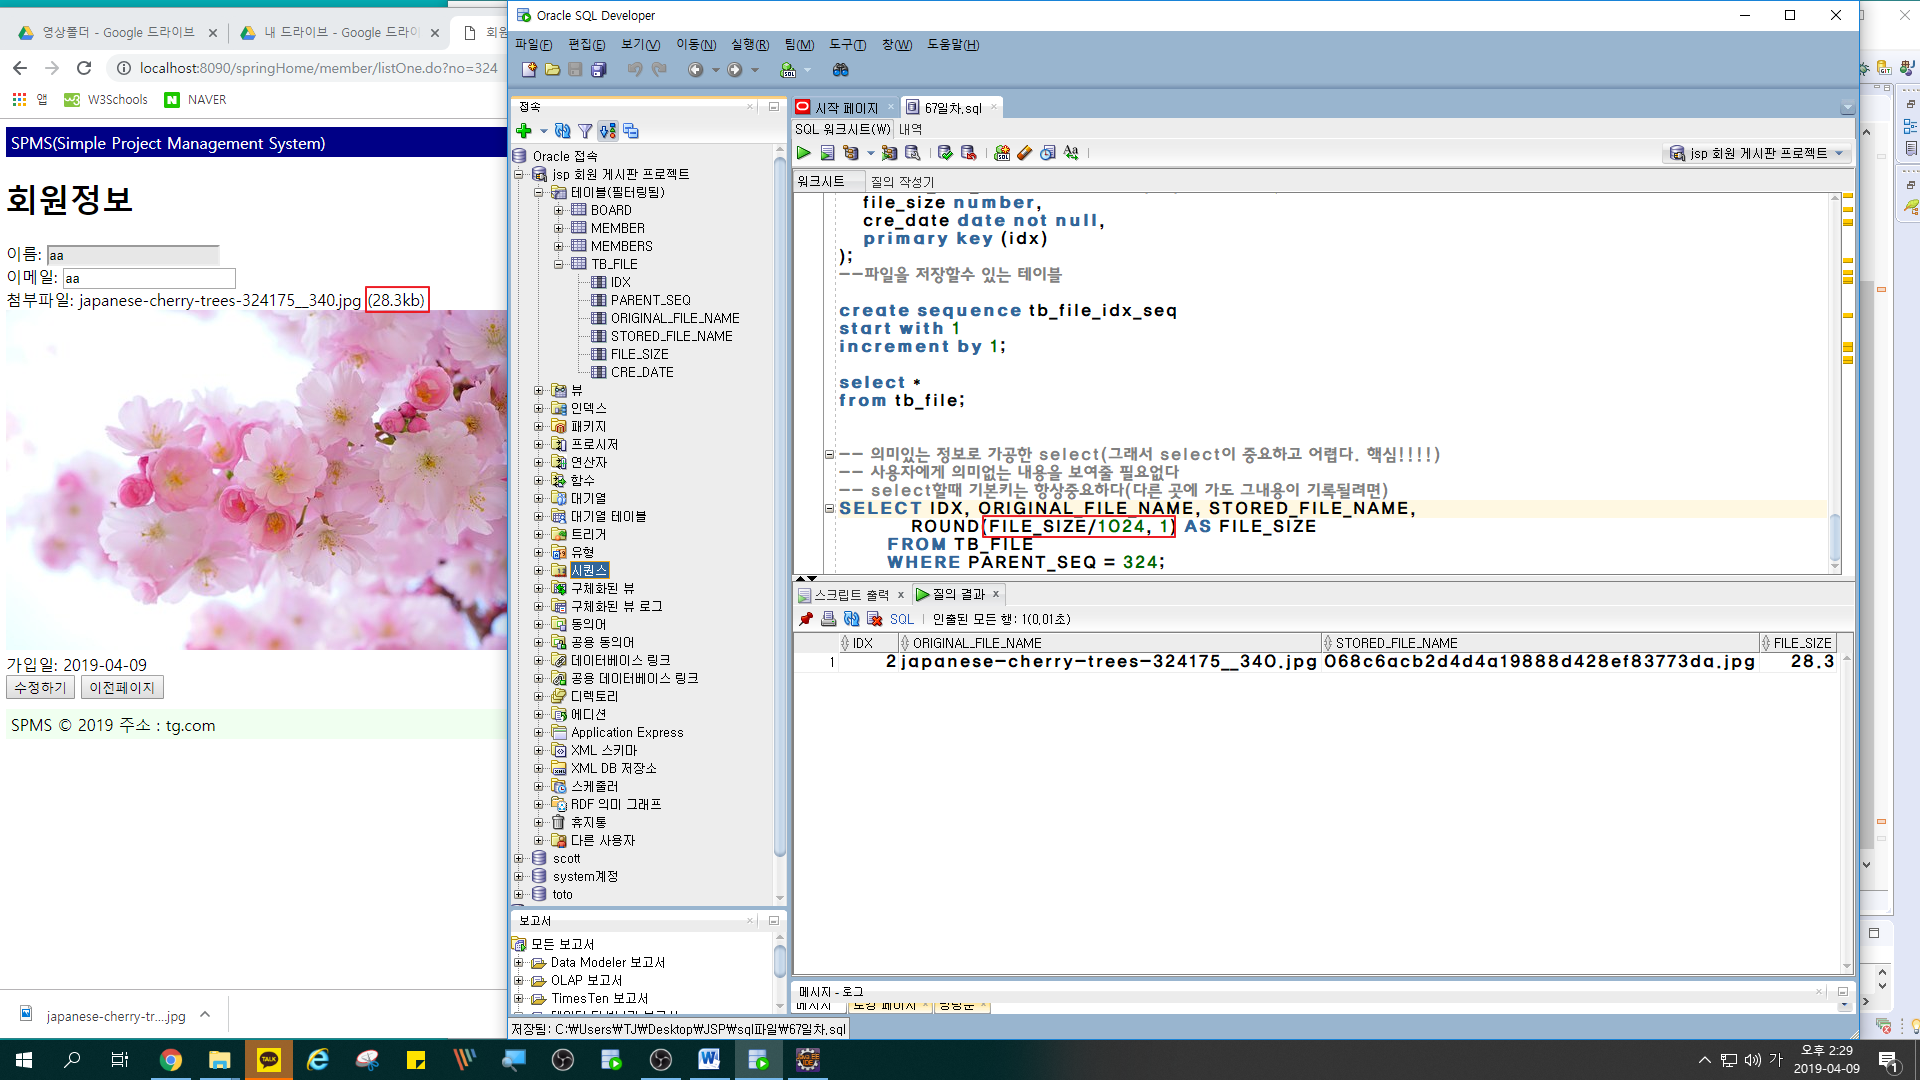 영상폴더 - Google 드라이브
내 드라이브 - Google 드라이
회원
localhost:8090/springHome/member/listOne.do?no=324
앱
W3Schools
NAVER
SPMS(Simple Project Management System)
회원정보
이름: aa
이메일: aa
첨부파일: japanese-cherry-trees-324175__340.jpg (28.3kb)
가입일: 2019-04-09
수정하기 이전페이지
SPMS © 2019 주소 : tg.com
japanese-cherry-tr....jpg
Oracle SQL Developer
파일(F) 편집(E) 보기(V) 이동(N) 실행(R) 팀(M) 도구(T) 창(W) 도움말(H)
접속
Oracle 접속
jsp 회원 게시판 프로젝트
테이블(필터링됨)
BOARD
MEMBER
MEMBERS
TB_FILE
IDX
PARENT_SEQ
ORIGINAL_FILE_NAME
STORED_FILE_NAME
FILE_SIZE
CRE_DATE
뷰
인덱스
패키지
프로시저
연산자
함수
대기열
대기열 테이블
트리거
유형
시퀀스
구체화된 뷰
구체화된 뷰 로그
동의어
공용 동의어
데이터베이스 링크
공용 데이터베이스 링크
디렉토리
에디션
Application Express
XML 스키마
XML DB 저장소
스케줄러
RDF 의미 그래프
휴지통
다른 사용자
scott
system계정
toto
보고서
모든 보고서
Data Modeler 보고서
OLAP 보고서
TimesTen 보고서
시작 페이지
67일차.sql
SQL 워크시트(W) 내역
jsp 회원 게시판 프로젝트
워크시트 질의 작성기
file_size number,
cre_date date not null,
primary key (idx)
);
--파일을 저장할수 있는 테이블
create sequence tb_file_idx_seq
start with 1
increment by 1;
select *
from tb_file;
-- 의미있는 정보로 가공한 select(그래서 select이 중요하고 어렵다. 핵심!!!!)
-- 사용자에게 의미없는 내용을 보여줄 필요없다
-- select할때 기본키는 항상중요하다(다른 곳에 가도 그내용이 기록될려면)
SELECT IDX, ORIGINAL_FILE_NAME, STORED_FILE_NAME,
ROUND(FILE_SIZE/1024, 1) AS FILE_SIZE
FROM TB_FILE
WHERE PARENT_SEQ = 324;
스크립트 출력 질의 결과
SQL 인출된 모든 행: 1(0,01초)
IDX ORIGINAL_FILE_NAME STORED_FILE_NAME FILE_SIZE
1 2 japanese-cherry-trees-324175__340.jpg 068c6acb2d4d4a19888d428ef83773da.jpg 28.3
메시지 - 로그
메시지 로깅 페이지
저장됨: C:₩Users₩TJ₩Desktop₩JSP₩sql파일₩67일차.sql
TALK
가
오후 2:29
2019-04-09
1